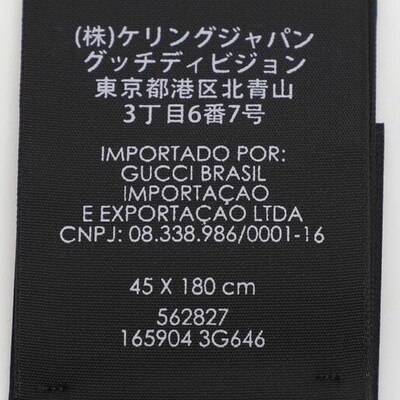 (株)ケリングジャパン
グッチディビジョン
東京都港区北青山
3丁目6番7号
IMPORTADO POR:
GUCCI BRASIL
IMPORTAÇAO
E EXPORTAÇAO LTDA
CNPJ: 08.338.986/0001-16
45 X 180 cm
562827
165904 3G646